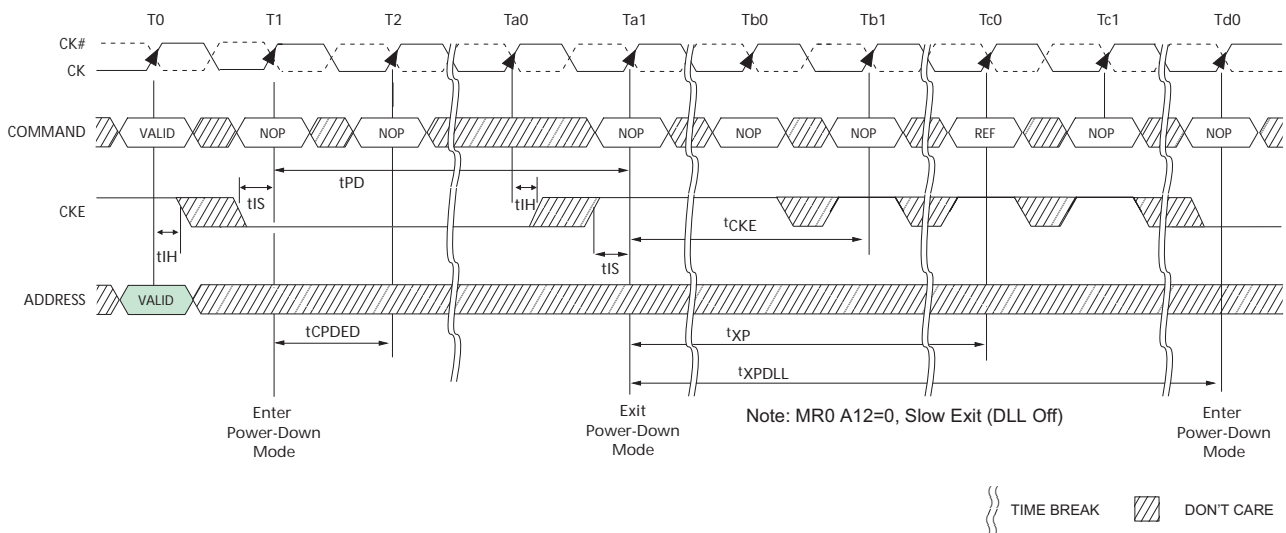 T0 T1 T2 Ta0 Ta1 Tb0 Tb1 Tc0 Tc1 Td0
CK#
CK
COMMAND VALID NOP NOP NOP NOP NOP REF NOP NOP
tPD
tIS tIH
CKE
tCKE
tIH tIS
ADDRESS VALID
tCPDED tXP
tXPDLL
Enter
Power-Down
Mode
Exit
Power-Down
Mode
Note: MR0 A12=0, Slow Exit (DLL Off)
Enter
Power-Down
Mode
TIME BREAK DON'T CARE